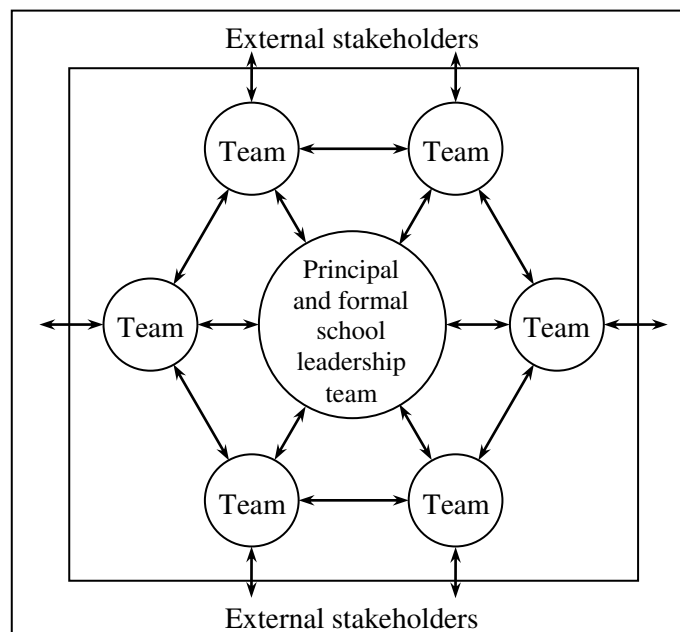 External stakeholders
Team
Team
Principal
and formal
school
leadership
team
Team
Team
Team
Team
External stakeholders